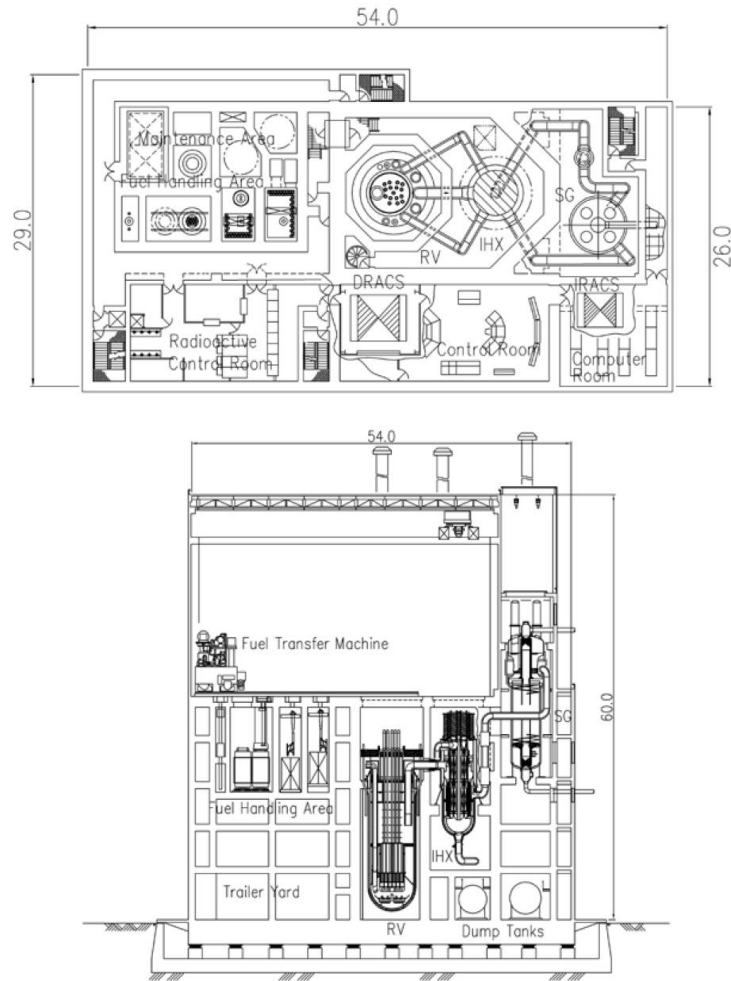 54.0
29.0
26.0
Maintenance Area
Fuel Handling Area
SG
RV
IHX
DRACS
IRACS
Radioactive
Control Room
Control Room
Computer
Room
54.0
60.0
Fuel Transfer Machine
SG
Fuel Handing Area
IHX
Trailer Yard
RV
Dump Tanks